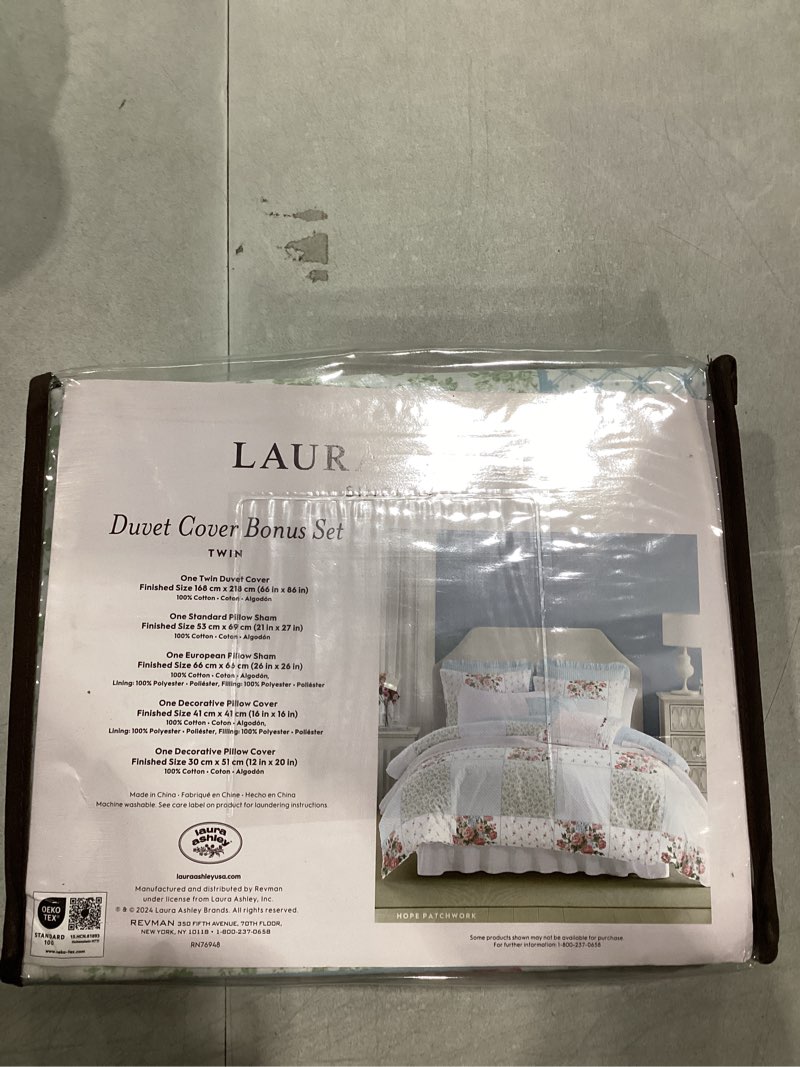 LAUR
Duvet Cover Bonus Set
TWIN
One Twin Duvet Cover
Finished Size 168 cm x 218 cm (66 in x 86 in)
100% Cotton • Coton • Algodón
One Standard Pillow Sham
Finished Size 53 cm x 69 cm (21 in x 27 in)
100% Cotton • Coton • Algodón
One European Pillow Sham
Finished Size 66 cm x 66 cm (26 in x 26 in)
100% Cotton • Coton • Algodón,
Lining: 100% Polyester • Poliéster, Filling: 100% Polyester • Poliéster
One Decorative Pillow Cover
Finished Size 41 cm x 41 cm (16 in x 16 in)
100% Cotton • Coton • Algodón,
Lining: 100% Polyester • Poliéster, Filling: 100% Polyester • Poliéster
One Decorative Pillow Cover
Finished Size 30 cm x 51 cm (12 in x 20 in)
100% Cotton • Coton • Algodón
Made in China • Fabriqué en Chine • Hecho en China
Machine washable. See care label on product for laundering instructions.
laura
ashley
lauraashleyusa.com
Manufactured and distributed by Revman
under license from Laura Ashley, Inc.
® © 2024 Laura Ashley Brands. All rights reserved.
REVMAN 350 FIFTH AVENUE, 70TH FLOOR,
NEW YORK, NY 10118 • 1-800-237-0658
RN76948
OEKO
TEX
STANDARD
100
www.oeko-tex.com
HOPE PATCHWORK
Some products shown may not be available for purchase.
For further information: 1-800-237-0658